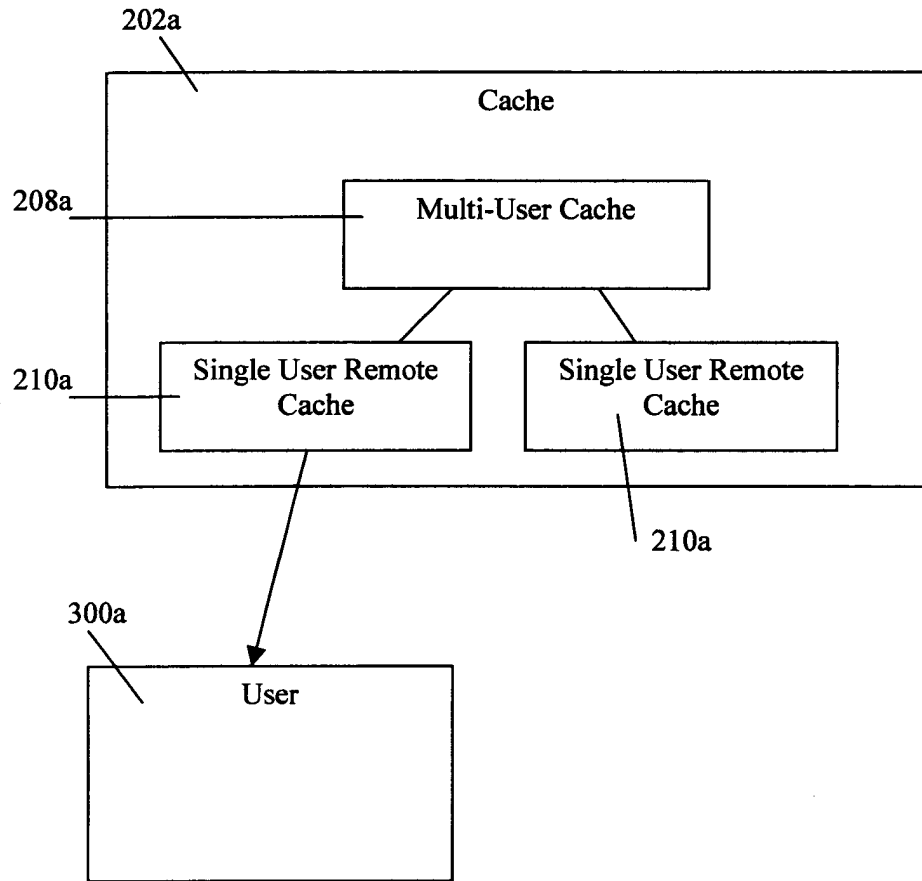 202a
Cache
208a
Multi-User Cache
210a
Single User Remote
Cache
Single User Remote
Cache
210a
300a
User